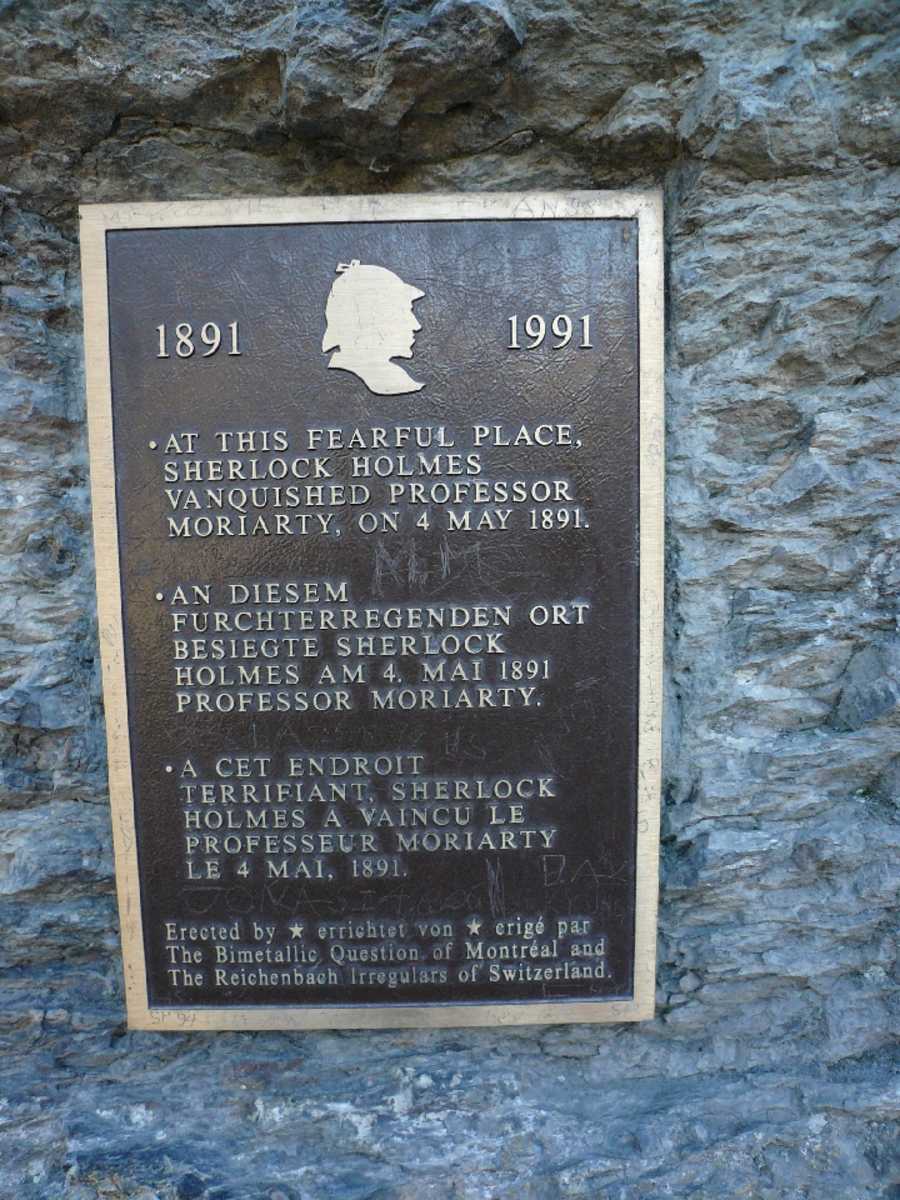 1891 1991
• AT THIS FEARFUL PLACE,
SHERLOCK HOLMES
VANQUISHED PROFESSOR
MORIARTY, ON 4 MAY 1891.
• AN DIESEM
FURCHTERREGENDEN ORT
BESIEGTE SHERLOCK
HOLMES AM 4. MAI 1891
PROFESSOR MORIARTY.
• A CET ENDROIT
TERRIFIANT, SHERLOCK
HOLMES A VAINCU LE
PROFESSEUR MORIARTY
LE 4 MAI, 1891.
Erected by ★ errichtet von ★ erigé par
The Bimetallic Question of Montréal and
The Reichenbach Irregulars of Switzerland.